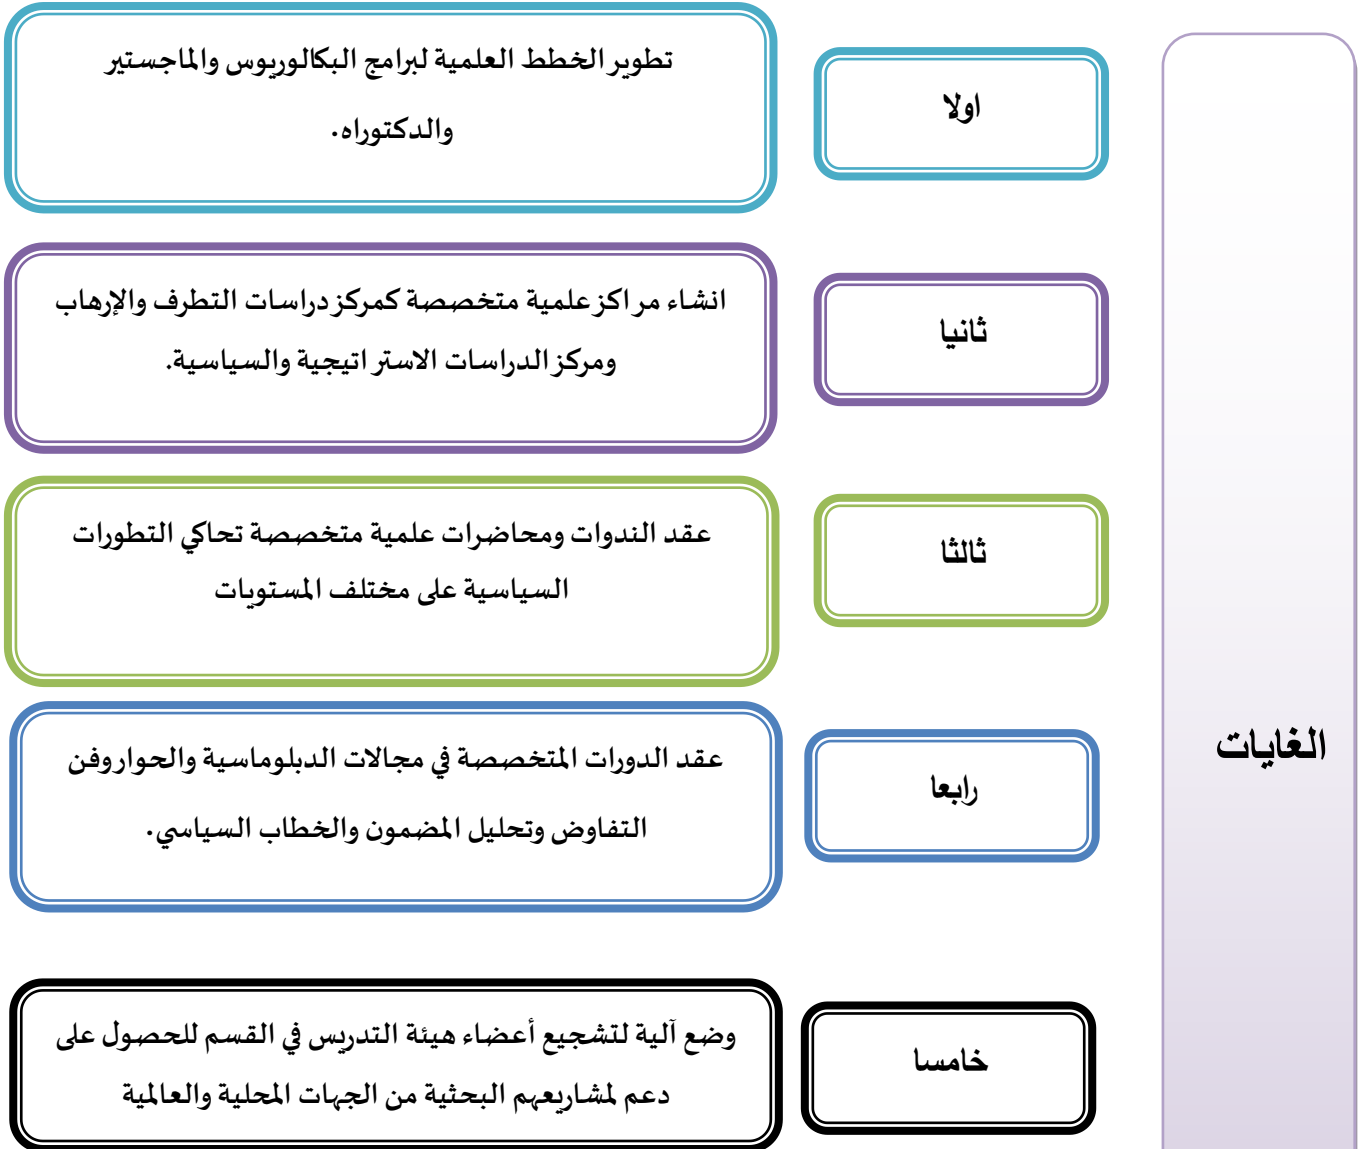 الغايات
اولا
تطوير الخطط العلمية لبرامج البكالوريوس والماجستير
والدكتوراه.
ثانيا
انشاء مراكز علمية متخصصة كمركز دراسات التطرف والإرهاب
ومركز الدراسات الاستراتيجية والسياسية.
ثالثا
عقد الندوات ومحاضرات علمية متخصصة تحاكي التطورات
السياسية على مختلف المستويات
رابعا
عقد الدورات المتخصصة في مجالات الدبلوماسية والحوار وفن
التفاوض وتحليل المضمون والخطاب السياسي.
خامسا
وضع آلية لتشجيع أعضاء هيئة التدريس في القسم للحصول على
دعم لمشاريعهم البحثية من الجهات المحلية والعالمية